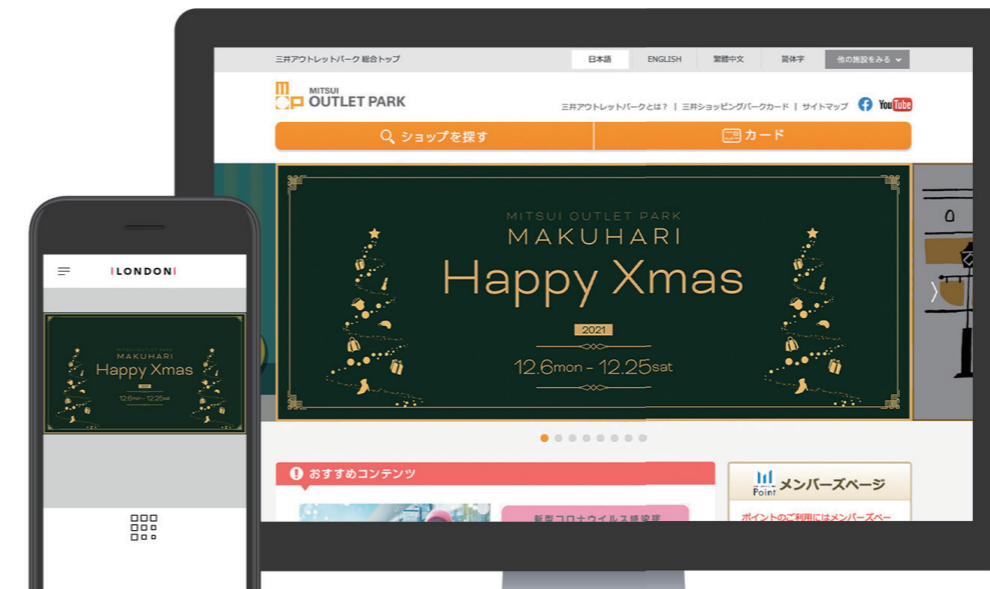 三井アウトレットパーク 総合トップ
日本語 ENGLISH 繁體中文 简体字 他の施設をみる
MITSUI
OUTLET PARK
三井アウトレットパークとは? | 三井ショッピングパークカード | サイトマップ You Tube
ショップを探す カード
MITSUI OUTLET PARK
MAKUHARI
Happy Xmas
2021
12.6mon - 12.25sat
おすすめコンテンツ
新型コロナウイルス感染症
Point メンバーズページ
ポイントのご利用にはメンバーズペー
LONDON
MITSUI OUTLET PARK
MAKUHARI
Happy Xmas
2021
12.6mon - 12.25sat